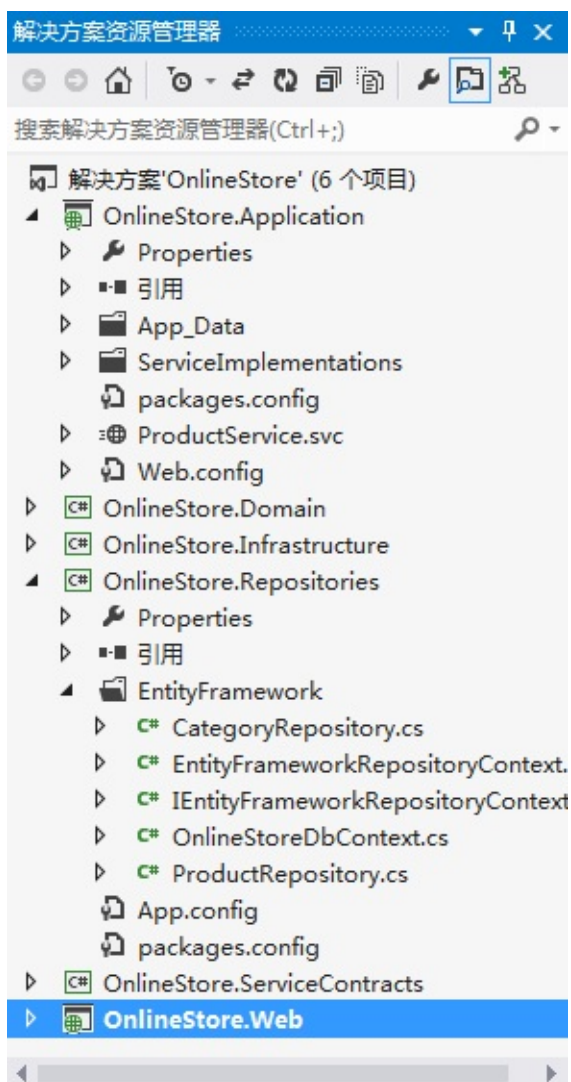 解决方案资源管理器
搜索解决方案资源管理器(Ctrl+;)
解决方案'OnlineStore' (6 个项目)
OnlineStore.Application
Properties
引用
App_Data
ServiceImplementations
packages.config
ProductService.svc
Web.config
C# OnlineStore.Domain
C# OnlineStore.Infrastructure
C# OnlineStore.Repositories
Properties
引用
EntityFramework
C# CategoryRepository.cs
C# EntityFrameworkRepositoryContext.
C# IEntityFrameworkRepositoryContext
C# OnlineStoreDbContext.cs
C# ProductRepository.cs
App.config
packages.config
C# OnlineStore.ServiceContracts
OnlineStore.Web